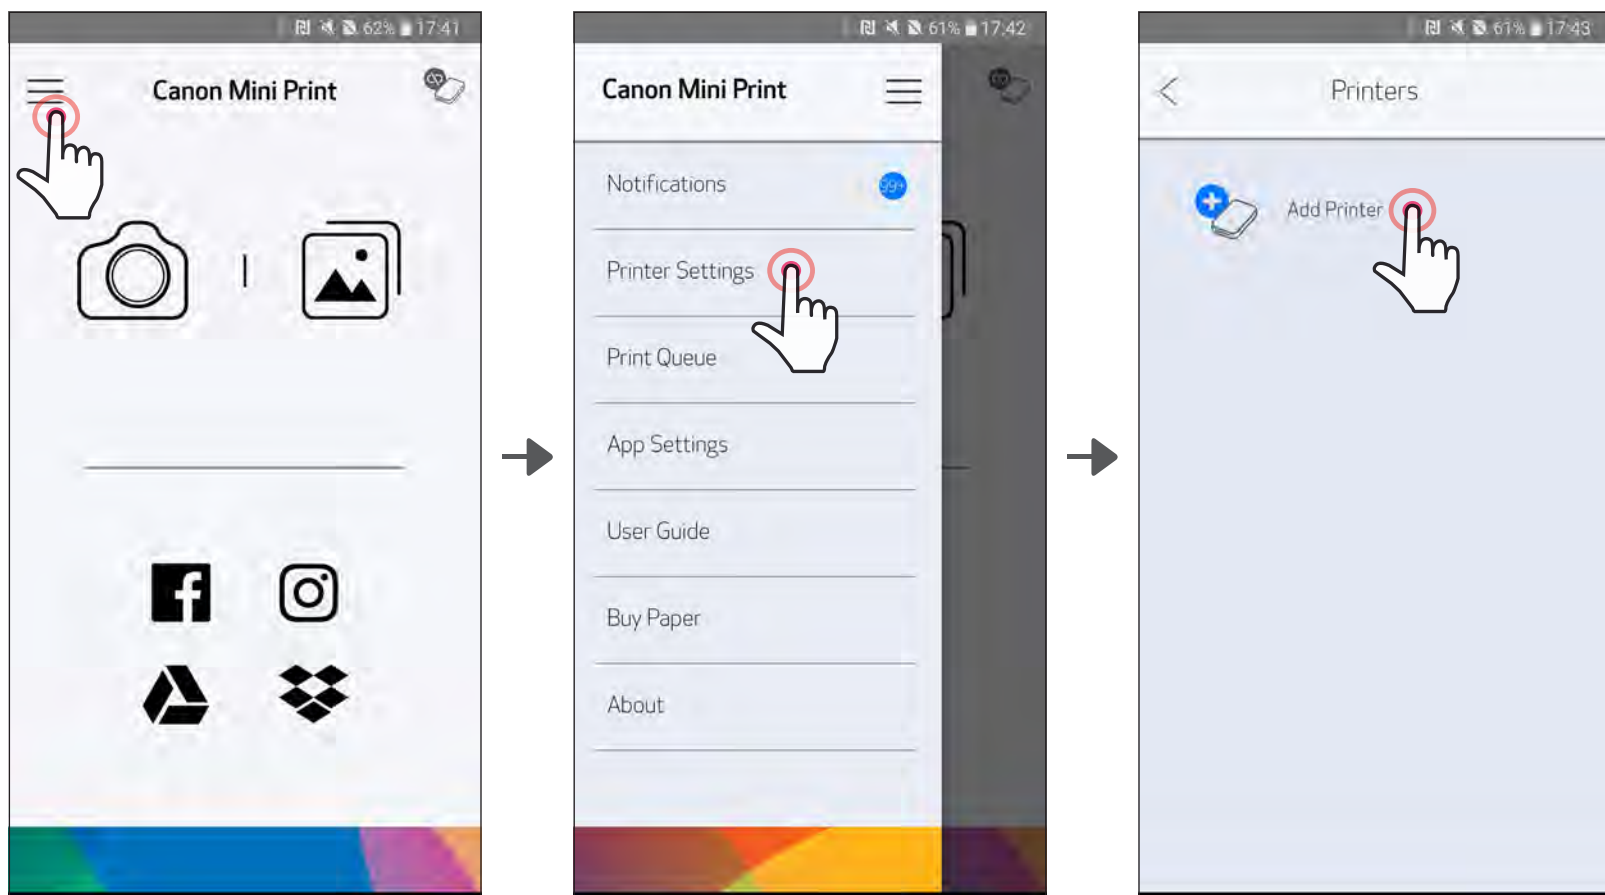 62% 17:41
Canon Mini Print
61% 17:42
Canon Mini Print
Notifications 99+
Printer Settings
Print Queue
App Settings
User Guide
Buy Paper
About
61% 17:43
Printers
Add Printer